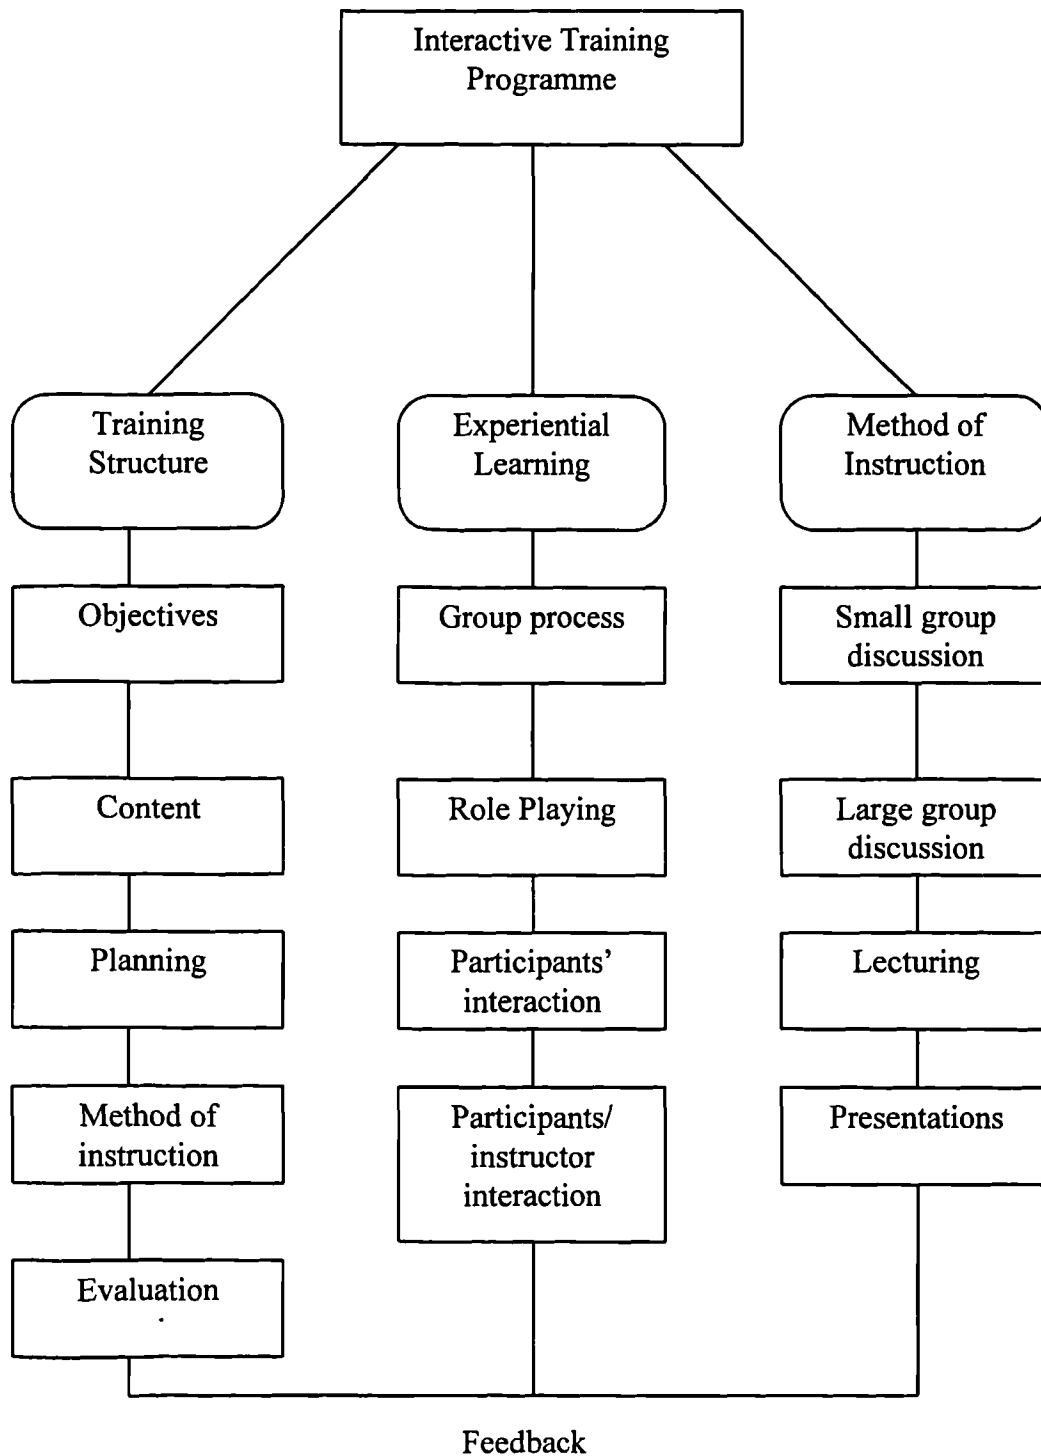 Interactive Training
Programme
Training
Structure
Objectives
Content
Planning
Method of
instruction
Evaluation
Experiential
Learning
Group process
Role Playing
Participants’
interaction
Participants/
instructor
interaction
Method of
Instruction
Small group
discussion
Large group
discussion
Lecturing
Presentations
Feedback